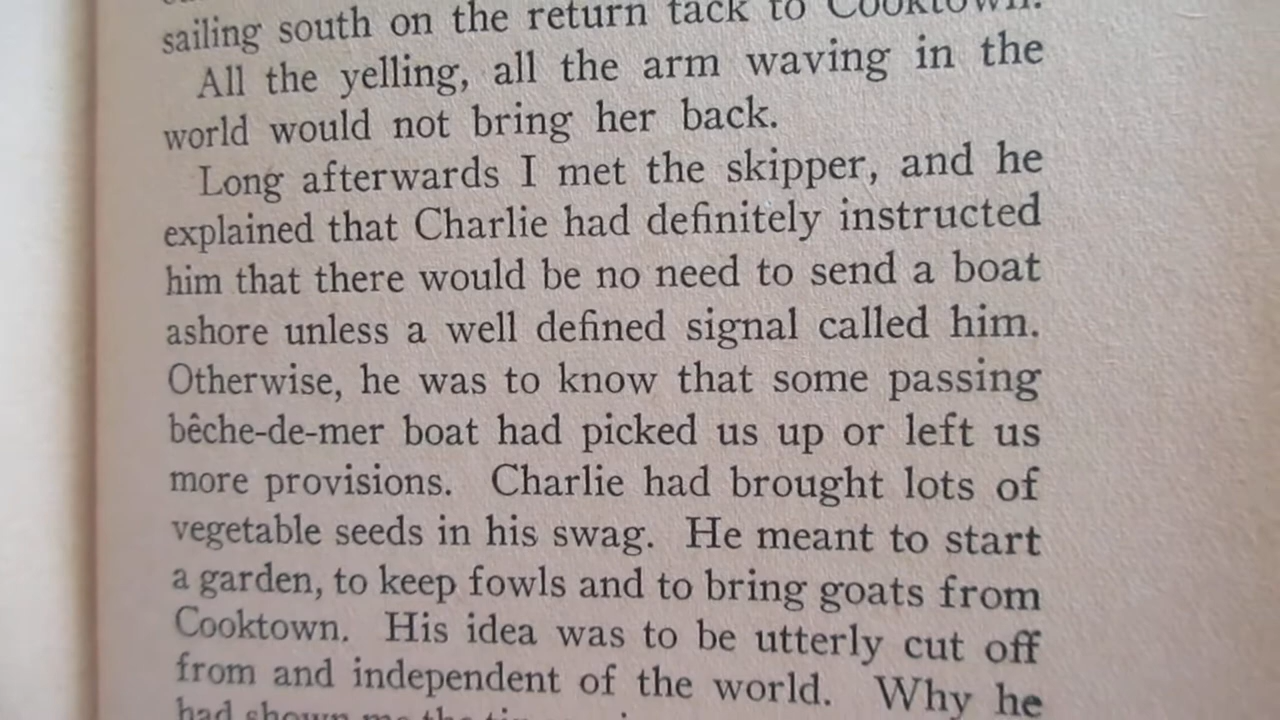 sailing south on the return tack to Cooktown.
All the yelling, all the arm waving in the
world would not bring her back.
Long afterwards I met the skipper, and he
explained that Charlie had definitely instructed
him that there would be no need to send a boat
ashore unless a well defined signal called him.
Otherwise, he was to know that some passing
bêche-de-mer boat had picked us up or left us
more provisions. Charlie had brought lots of
vegetable seeds in his swag. He meant to start
a garden, to keep fowls and to bring goats from
Cooktown. His idea was to be utterly cut off
from and independent of the world. Why he
had shown me the